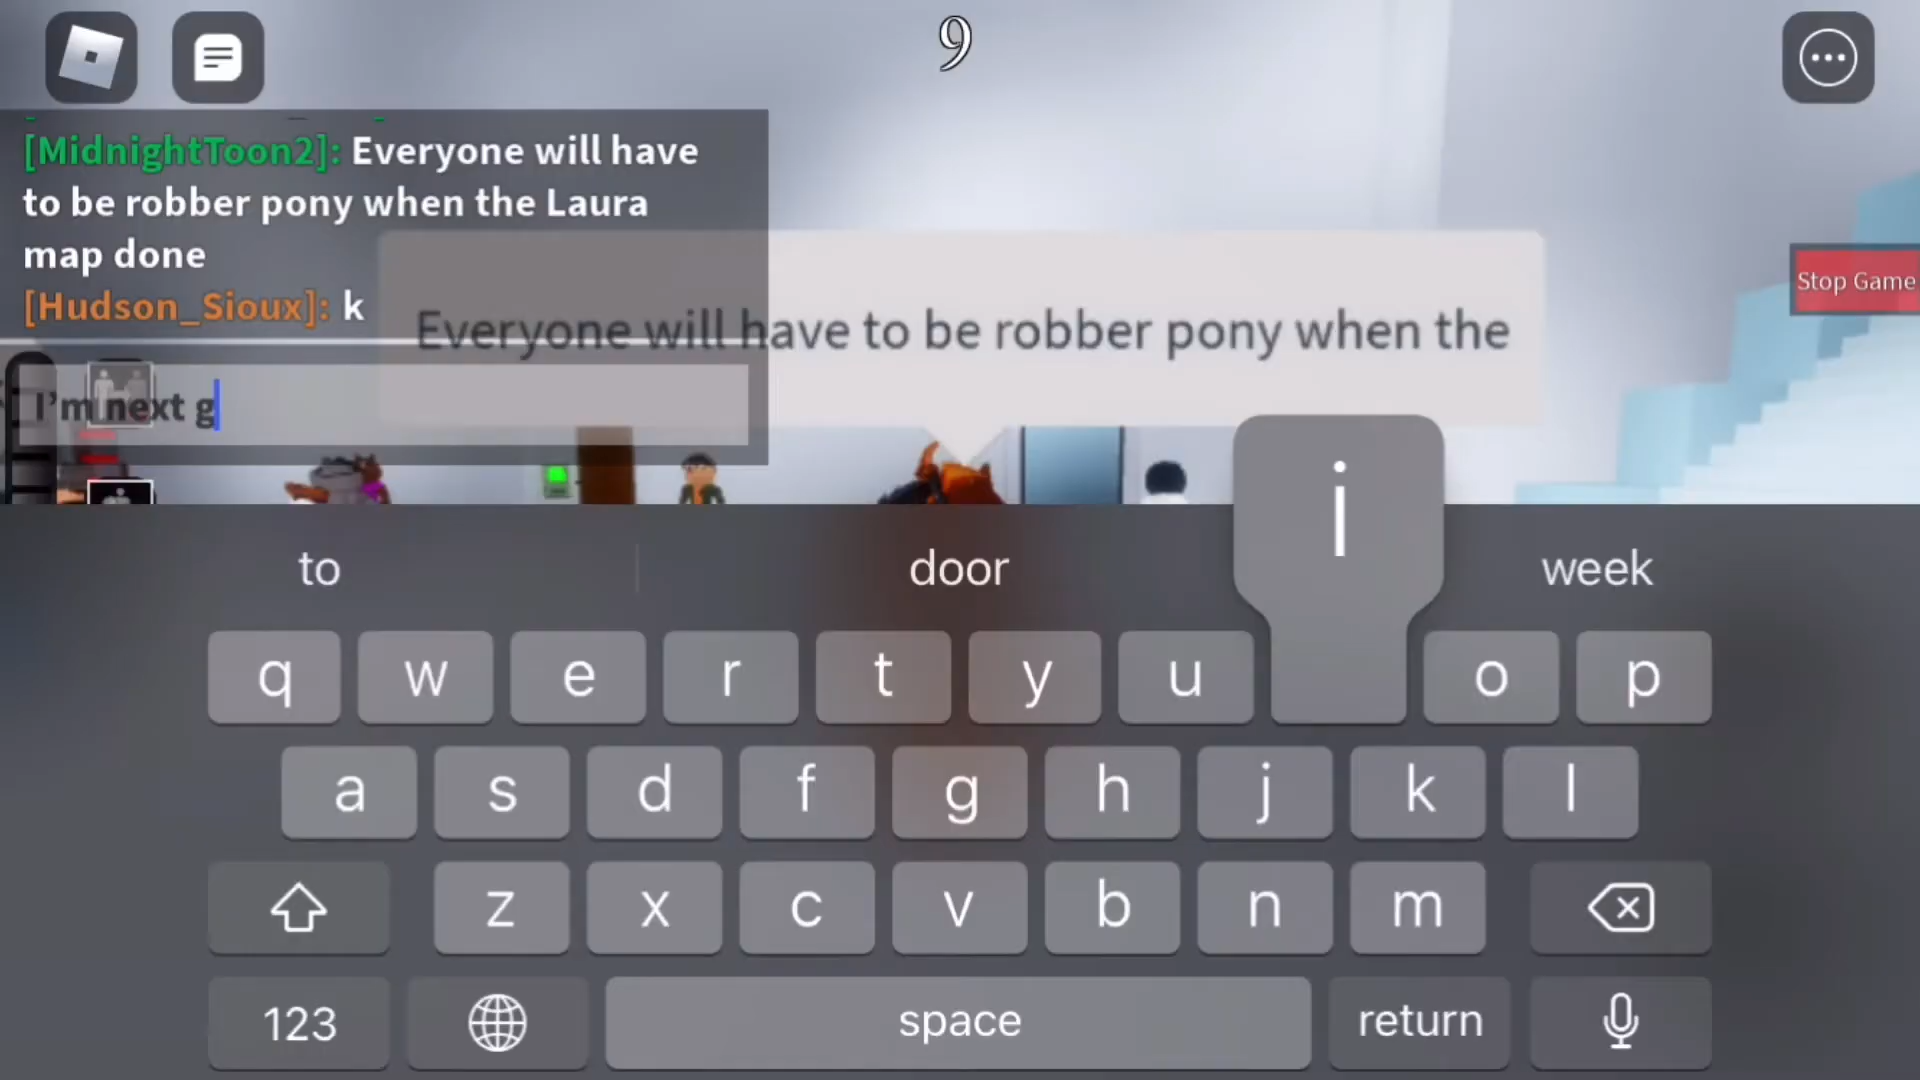 9
[MidnightToon2]: Everyone will have
to be robber pony when the Laura
map done
[Hudson_Sioux]: k
Everyone will have to be robber pony when the
Stop Game
I'm next g
to door week
q w e r t y u i o p
a s d f g h j k l
z x c v b n m
123 space return